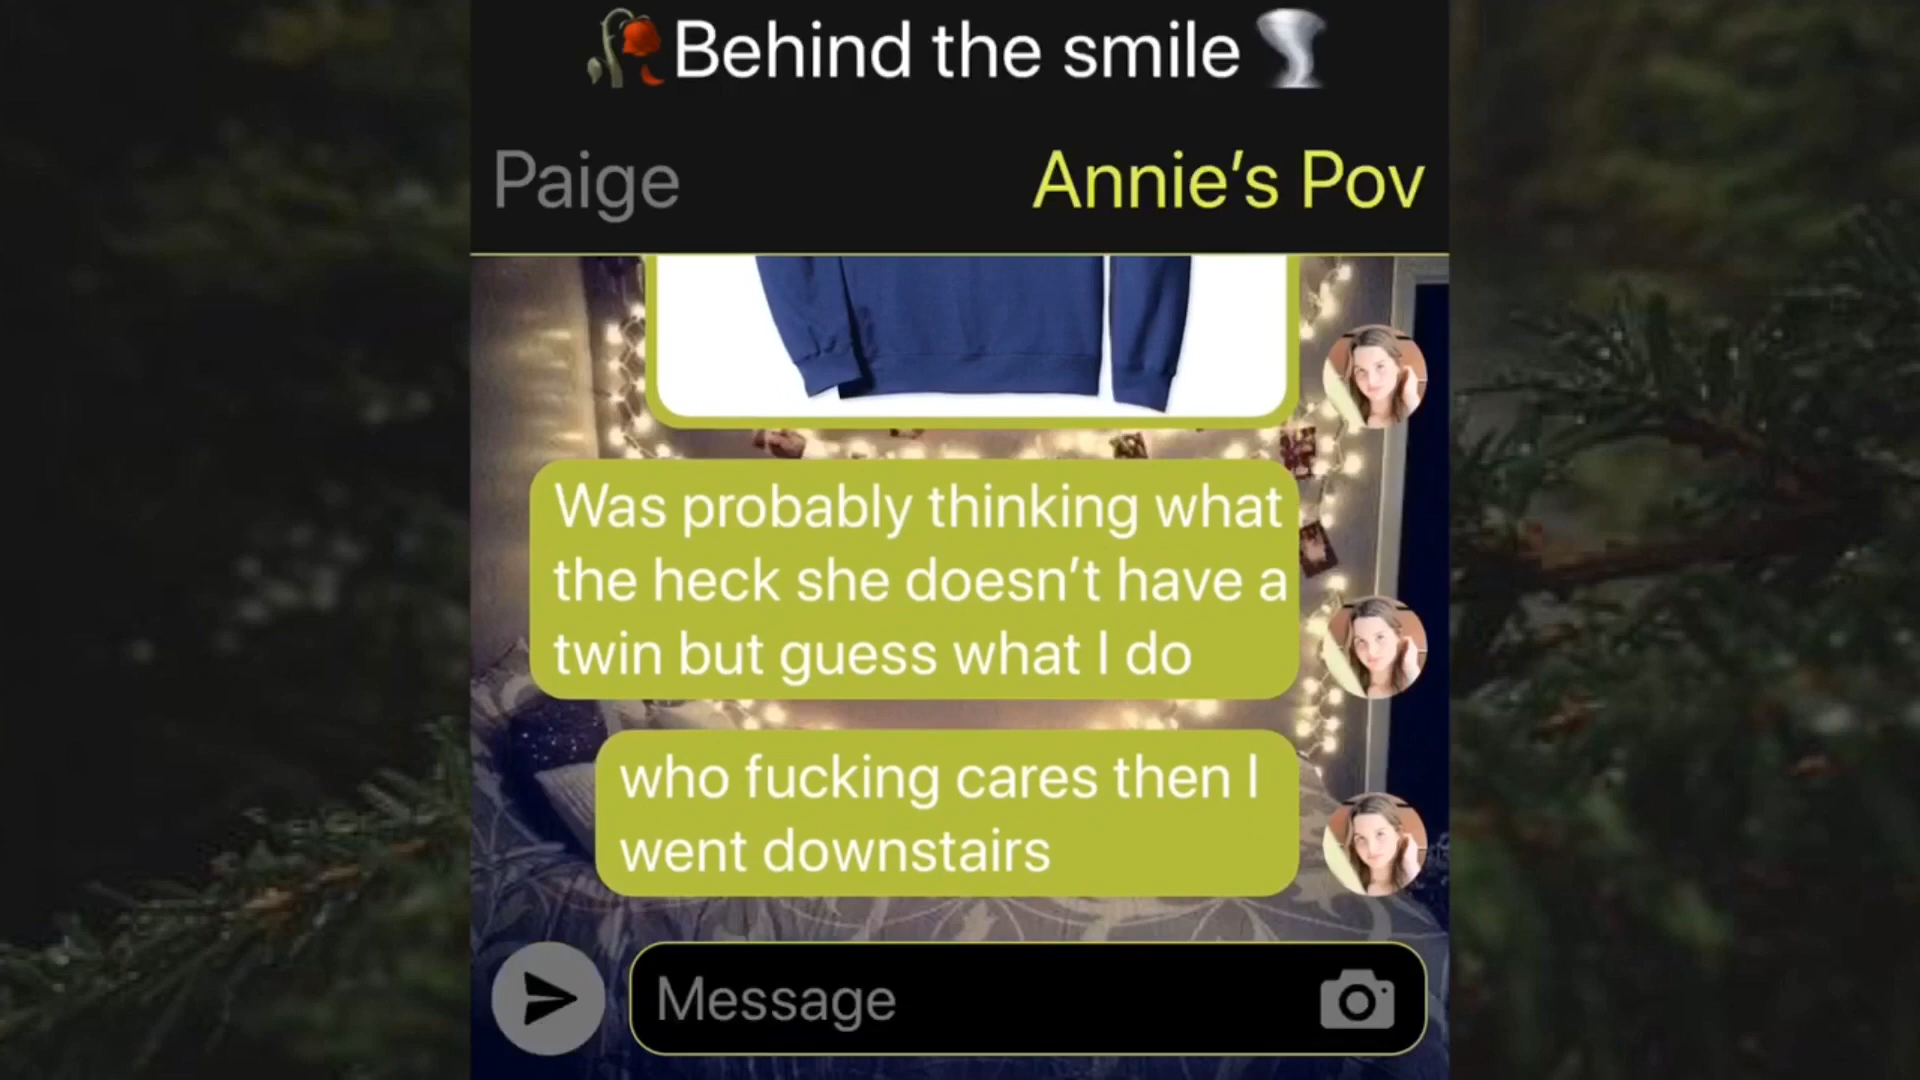 🥀Behind the smile🌪
Paige
Annie’s Pov
Was probably thinking what
the heck she doesn’t have a
twin but guess what I do
who fucking cares then I
went downstairs
Message